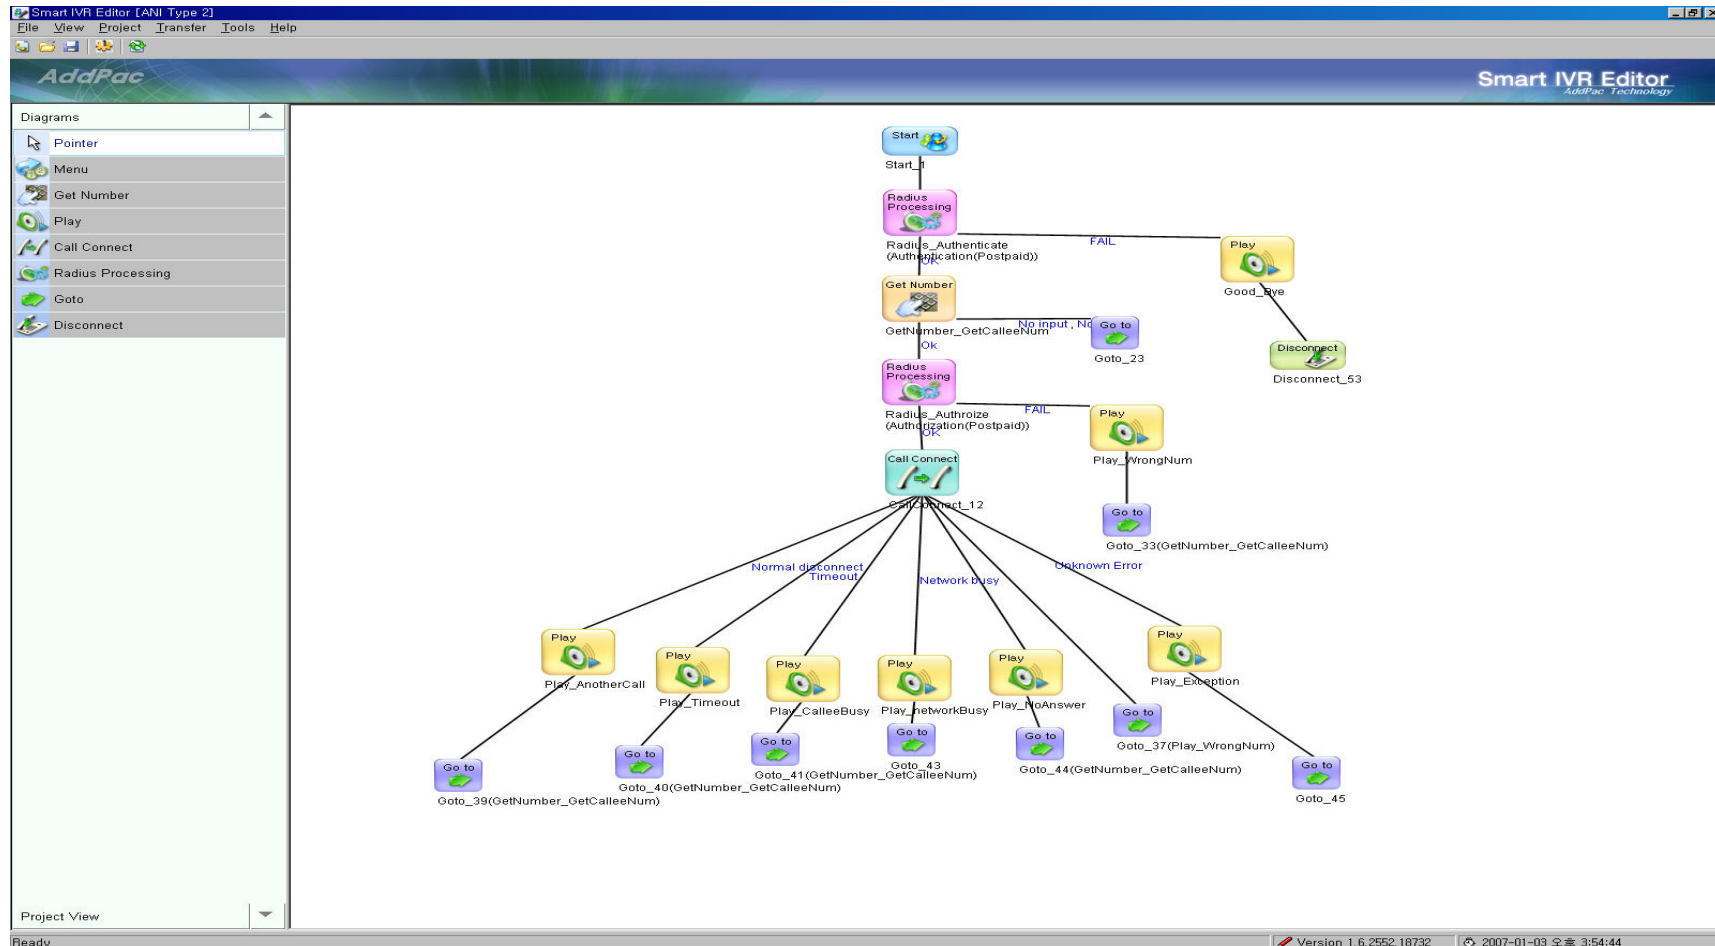 Smart IVR Editor [ANI Type 2]
File View Project Transfer Tools Help
AddPac
Smart IVR Editor
AddPac Technology
Diagrams
Pointer
Menu
Get Number
Play
Call Connect
Radius Processing
Goto
Disconnect
Project View
Start
Start_1
Radius
Processing
Radius_Authenticate
(Authentication(Postpaid))
FAIL
OK
Play
Good_Bye
Disconnect
Disconnect_53
Get Number
GetNumber_GetCalleeNum
No input , No
Go to
Goto_23
Ok
Radius
Processing
Radius_Authroize
(Authorization(Postpaid))
FAIL
OK
Play
Play_WrongNum
Go to
Goto_33(GetNumber_GetCalleeNum)
Call Connect
CallConnect_12
Normal disconnect
Timeout
Network busy
Unknown Error
Play
Play_AnotherCall
Play
Play_Timeout
Play
Play_CalleeBusy
Play
Play_networkBusy
Play
Play_NoAnswer
Play
Play_Exception
Go to
Goto_39(GetNumber_GetCalleeNum)
Go to
Goto_40(GetNumber_GetCalleeNum)
Go to
Goto_41(GetNumber_GetCalleeNum)
Go to
Goto_43
Go to
Goto_44(GetNumber_GetCalleeNum)
Go to
Goto_37(Play_WrongNum)
Go to
Goto_45
Ready
Version 1.6.2552.18732
2007-01-03 오후 3:54:44